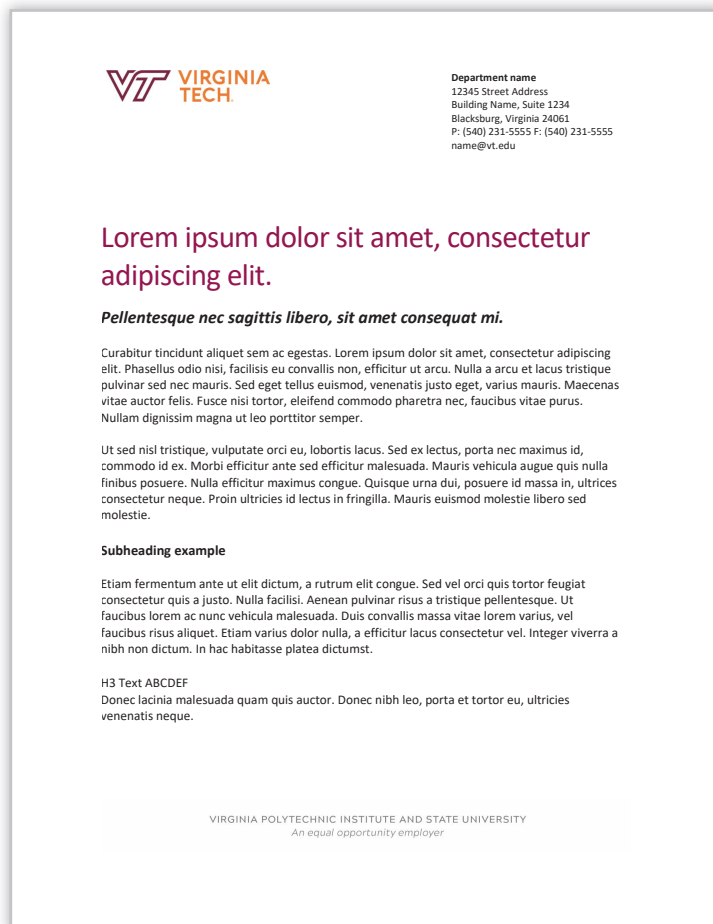 VT VIRGINIA
TECH.
Department name
12345 Street Address
Building Name, Suite 1234
Blacksburg, Virginia 24061
P: (540) 231-5555 F: (540) 231-5555
name@vt.edu
Lorem ipsum dolor sit amet, consectetur
adipiscing elit.
Pellentesque nec sagittis libero, sit amet consequat mi.
Curabitur tincidunt aliquet sem ac egestas. Lorem ipsum dolor sit amet, consectetur adipiscing
elit. Phasellus odio nisi, facilisis eu convallis non, efficitur ut arcu. Nulla a arcu et lacus tristique
pulvinar sed nec mauris. Sed eget tellus euismod, venenatis justo eget, varius mauris. Maecenas
vitae auctor felis. Fusce nisi tortor, eleifend commodo pharetra nec, faucibus vitae purus.
Nullam dignissim magna ut leo porttitor semper.
Ut sed nisl tristique, vulputate orci eu, lobortis lacus. Sed ex lectus, porta nec maximus id,
commodo id ex. Morbi efficitur ante sed efficitur malesuada. Mauris vehicula augue quis nulla
finibus posuere. Nulla efficitur maximus congue. Quisque urna dui, posuere id massa in, ultrices
consectetur neque. Proin ultricies id lectus in fringilla. Mauris euismod molestie libero sed
molestie.
Subheading example
Etiam fermentum ante ut elit dictum, a rutrum elit congue. Sed vel orci quis tortor feugiat
consectetur quis a justo. Nulla facilisi. Aenean pulvinar risus a tristique pellentesque. Ut
faucibus lorem ac nunc vehicula malesuada. Duis convallis massa vitae lorem varius, vel
faucibus risus aliquet. Etiam varius dolor nulla, a efficitur lacus consectetur vel. Integer viverra a
nibh non dictum. In hac habitasse platea dictumst.
H3 Text ABCDEF
Donec lacinia malesuada quam quis auctor. Donec nibh leo, porta et tortor eu, ultricies
venenatis neque.
VIRGINIA POLYTECHNIC INSTITUTE AND STATE UNIVERSITY
An equal opportunity employer